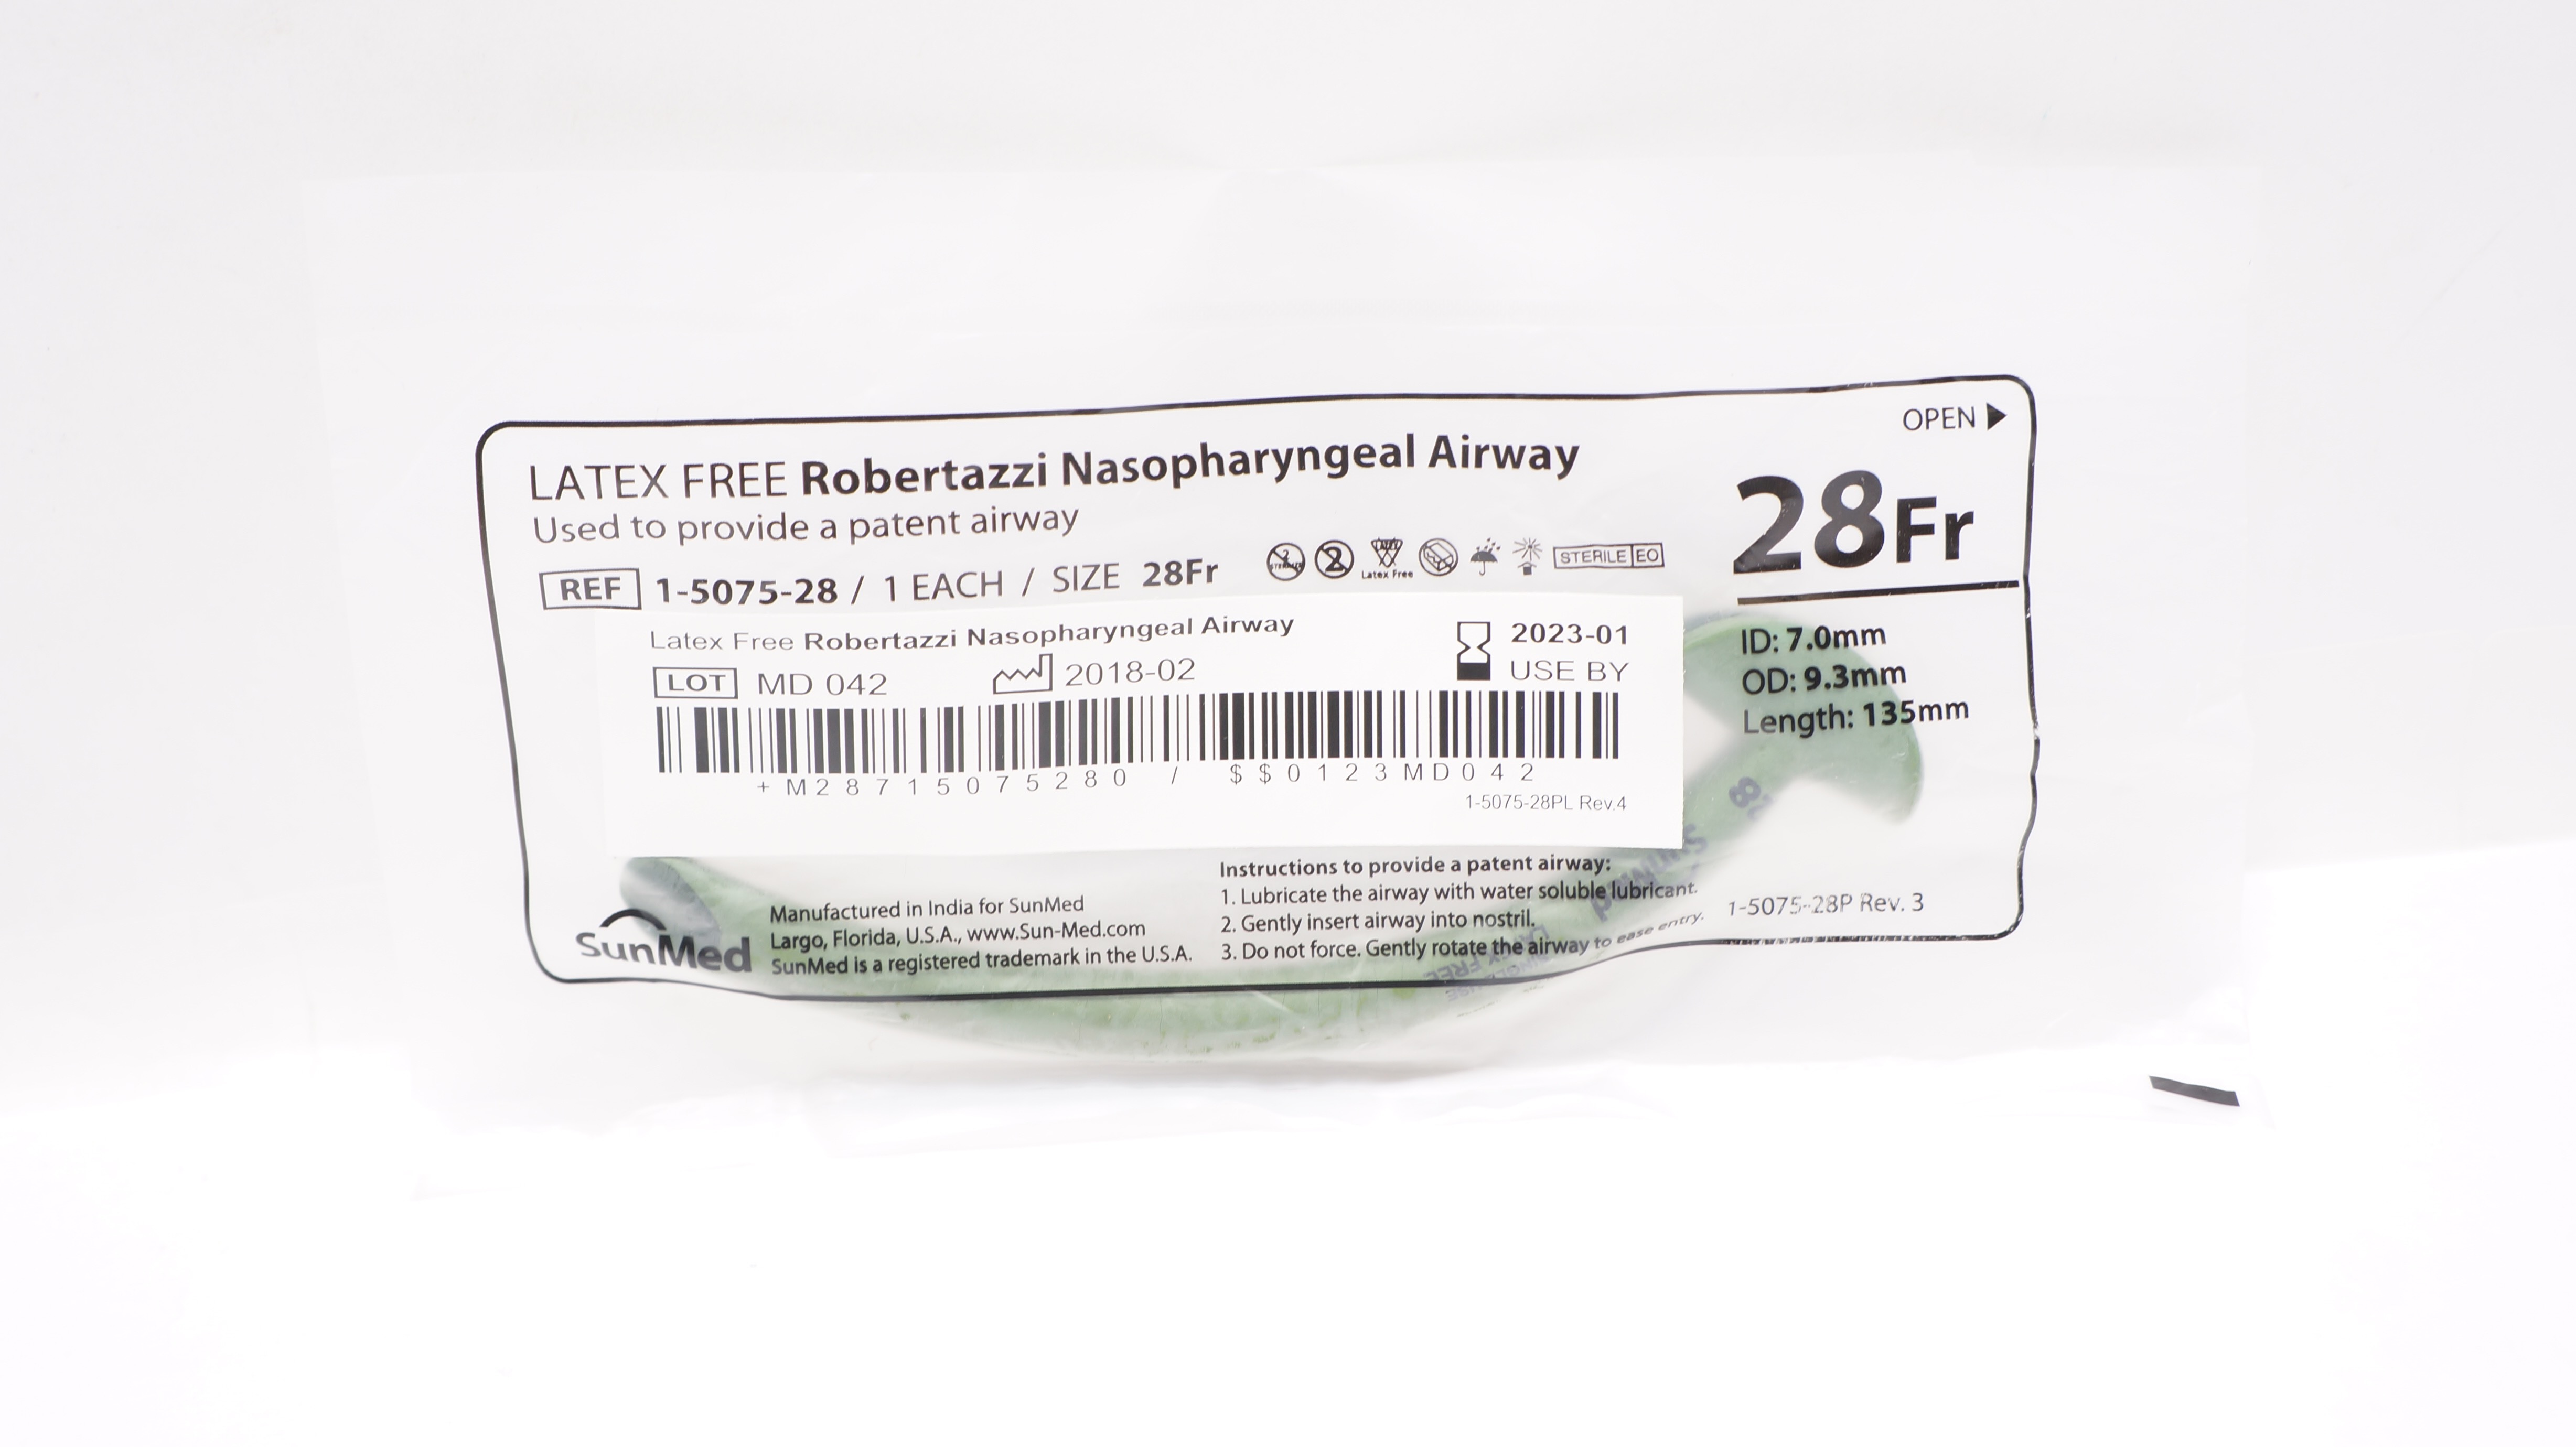 OPEN
LATEX FREE Robertazzi Nasopharyngeal Airway
Used to provide a patent airway
REF 1-5075-28 / 1 EACH / SIZE 28Fr
2
Latex Free
STERILE EO
28Fr
ID: 7.0mm
OD: 9.3mm
Length: 135mm
Latex Free Robertazzi Nasopharyngeal Airway
2023-01
LOT MD 042
2018-02
USE BY
+M28715075280 / $$0123MD042
1-5075-28PL Rev.4
28
SunMed
SunMed
Manufactured in India for SunMed
Largo, Florida, U.S.A., www.Sun-Med.com
SunMed is a registered trademark in the U.S.A.
Instructions to provide a patent airway:
1. Lubricate the airway with water soluble lubricant.
2. Gently insert airway into nostril.
3. Do not force. Gently rotate the airway to ease entry.
1-5075-28P Rev. 3